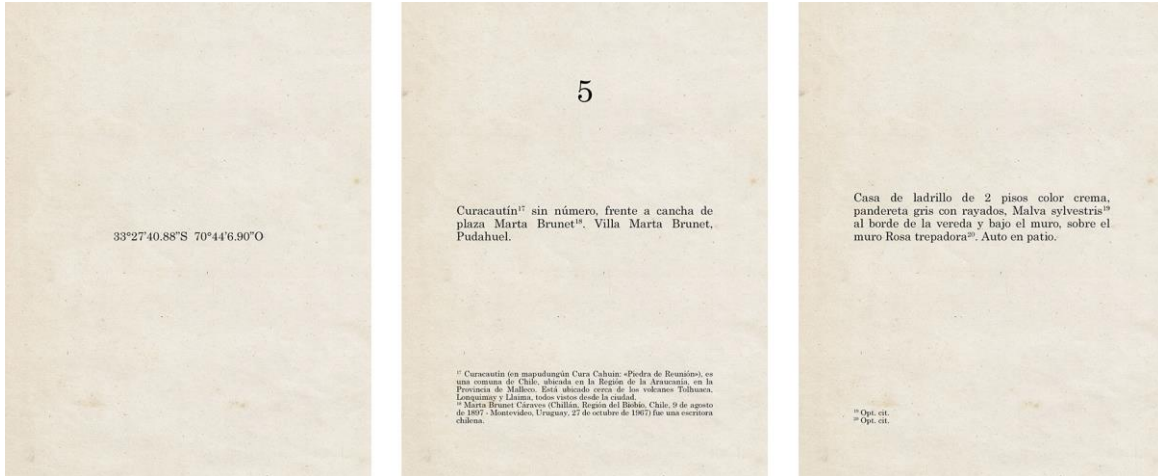 33°27'40.88"S 70°44'6.90"O
5
Curacautín¹⁷ sin número, frente a cancha de
plaza Marta Brunet¹⁸. Villa Marta Brunet,
Pudahuel.
¹⁷ Curacautín (en mapudungún Cura Cahuin: «Piedra de Reunión»), es
una comuna de Chile, ubicada en la Región de la Araucanía, en la
Provincia de Malleco. Está ubicado cerca de los volcanes Tolhuaca,
Lonquimay y Llaima, todos vistos desde la ciudad.
¹⁸ Marta Brunet Cáraves (Chillán, Región del Biobío, Chile, 9 de agosto
de 1897 - Montevideo, Uruguay, 27 de octubre de 1967) fue una escritora
chilena.
Casa de ladrillo de 2 pisos color crema,
pandereta gris con rayados, Malva sylvestris¹⁹
al borde de la vereda y bajo el muro, sobre el
muro Rosa trepadora²⁰. Auto en patio.
¹⁹ Opt. cit.
²⁰ Opt. cit.